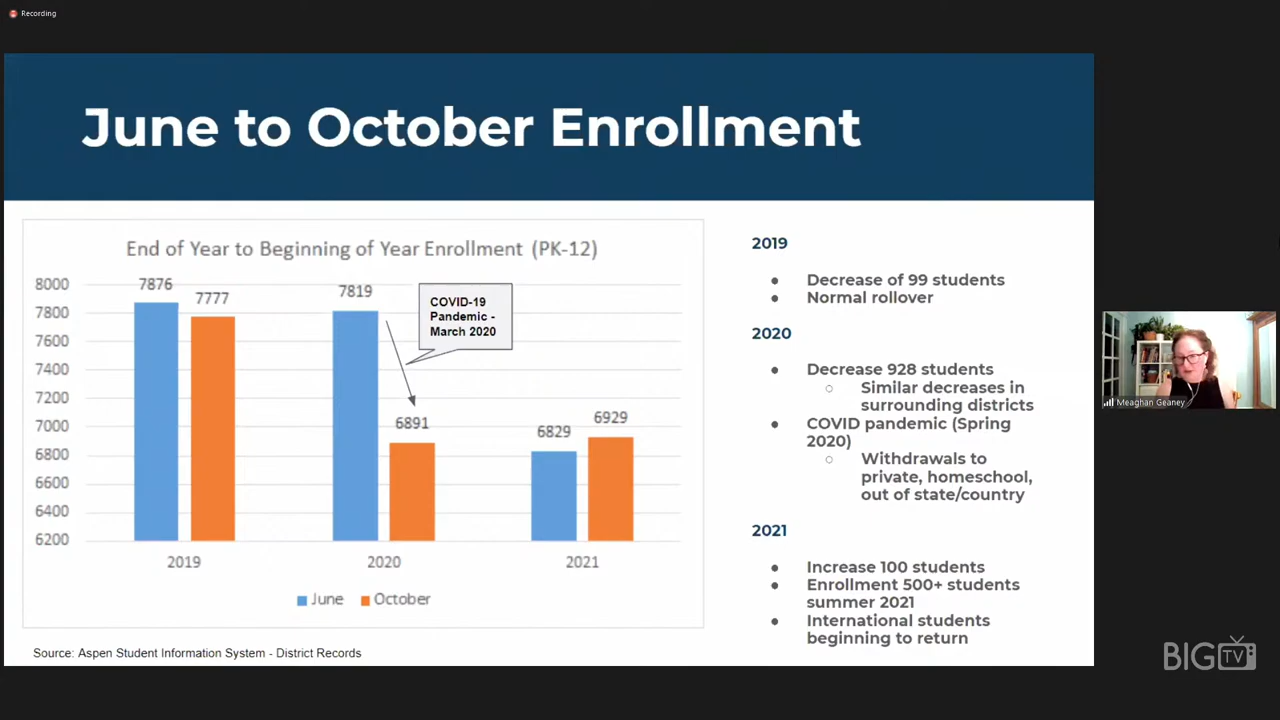 Recording
June to October Enrollment
End of Year to Beginning of Year Enrollment (PK-12)
8000
7800
7600
7400
7200
7000
6800
6600
6400
6200
7876
7777
7819
6891
6829
6929
COVID-19
Pandemic -
March 2020
2019
2020
2021
June
October
Source: Aspen Student Information System - District Records
2019
● Decrease of 99 students
● Normal rollover
2020
● Decrease 928 students
○ Similar decreases in
surrounding districts
● COVID pandemic (Spring
2020)
○ Withdrawals to
private, homeschool,
out of state/country
2021
● Increase 100 students
● Enrollment 500+ students
summer 2021
● International students
beginning to return
Meaghan Geaney
BIG TV